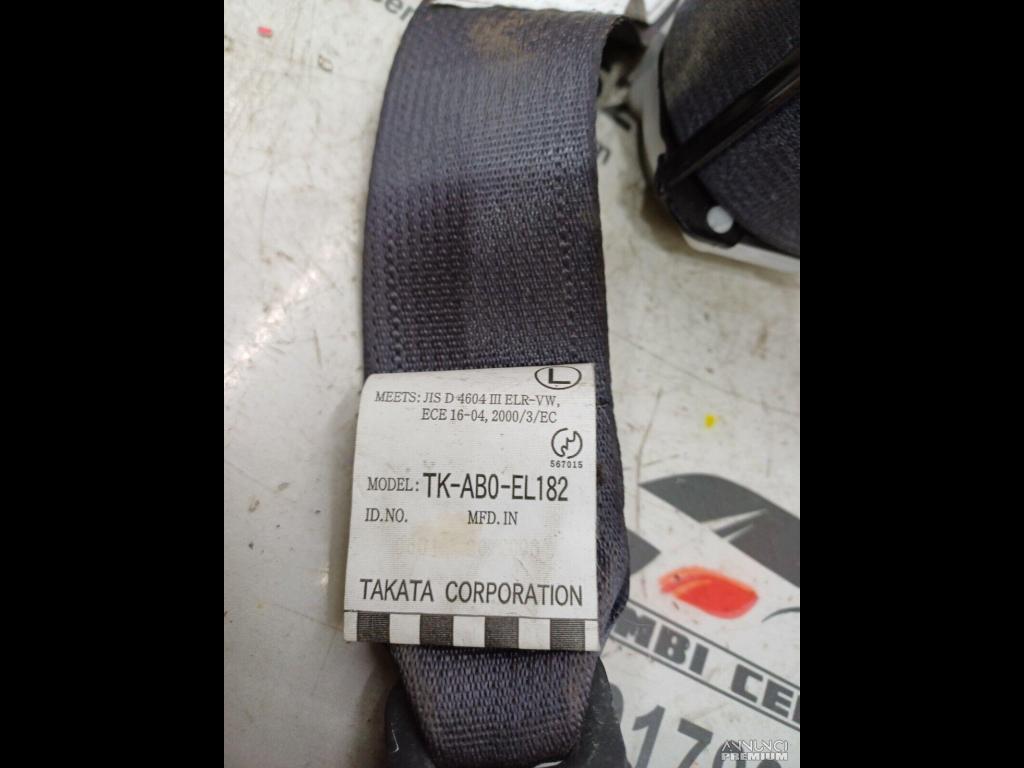 L
MEETS: JIS D 4604 III ELR-VW,
ECE 16-04, 2000/3/EC
567015
MODEL: TK-AB0-EL182
ID.NO. MFD. IN
TAKATA CORPORATION
MBI CE
ANNUNCI
PREMIUM